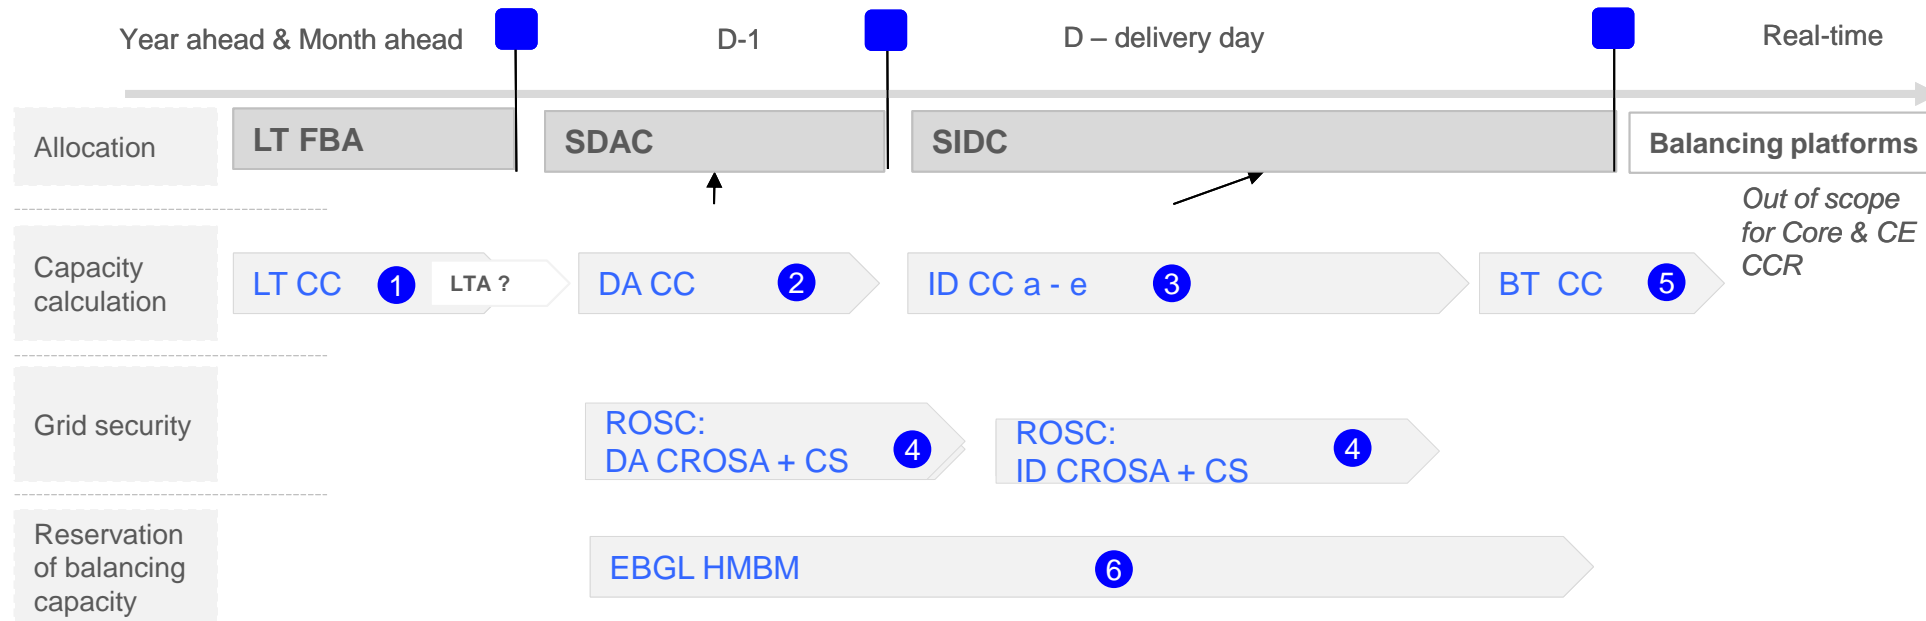 Year ahead & Month ahead
D-1
D – delivery day
Real-time
Allocation
LT FBA
SDAC
SIDC
Balancing platforms
Out of scope
for Core & CE
CCR
Capacity
calculation
LT CC 1
LTA ?
DA CC 2
ID CC a - e 3
BT CC 5
Grid security
ROSC:
DA CROSA + CS 4
ROSC:
ID CROSA + CS 4
Reservation
of balancing
capacity
EBGL HMBM 6